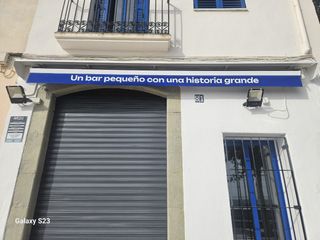 Un bar pequeño con una historia grande
Galaxy S23